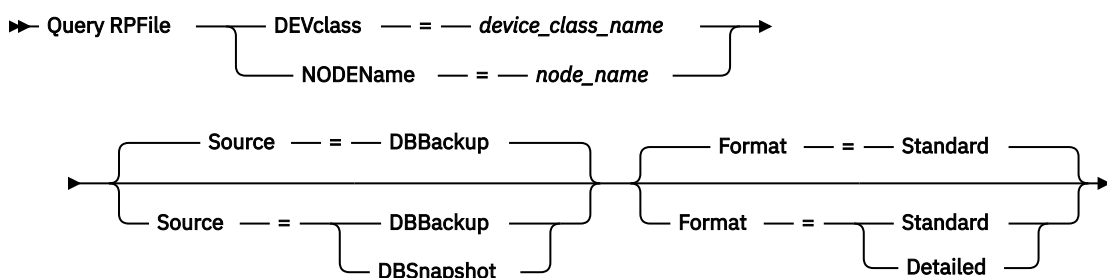 Query RPFile DEVclass = device_class_name
NODEName = node_name
Source = DBBackup Format = Standard
Source = DBBackup Format = Standard
DBSnapshot Detailed